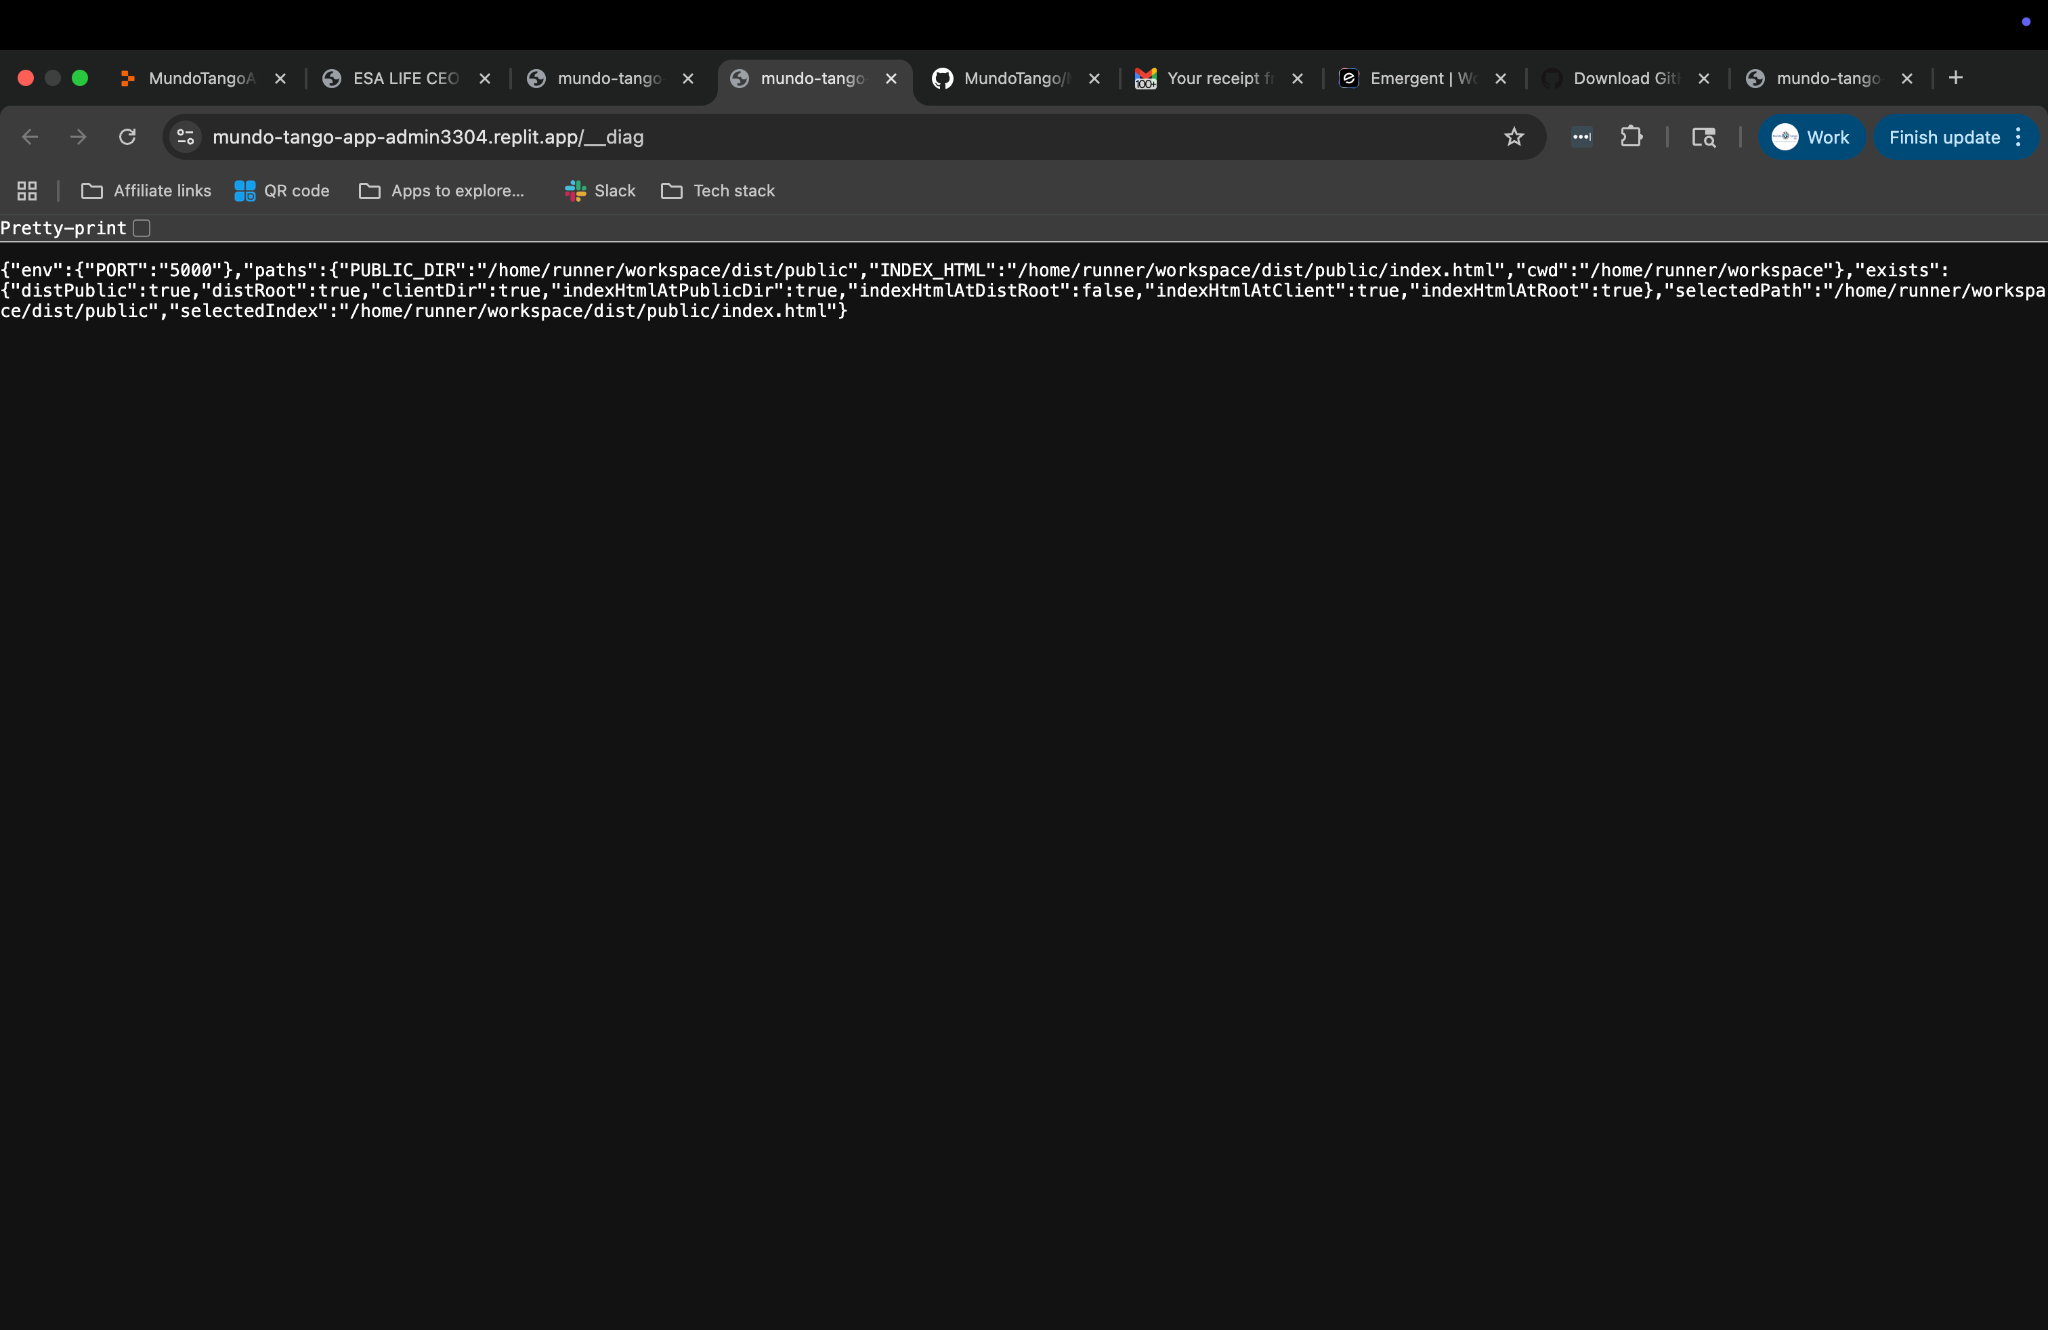 MundoTangoA
ESA LIFE CEO
mundo-tango-
mundo-tango-
MundoTango/
Your receipt f
Emergent | Wo
Download Git
mundo-tango-
mundo-tango-app-admin3304.replit.app/__diag
Work
Finish update
Affiliate links
QR code
Apps to explore...
Slack
Tech stack
Pretty-print
{"env":{"PORT":"5000"},"paths":{"PUBLIC_DIR":"/home/runner/workspace/dist/public","INDEX_HTML":"/home/runner/workspace/dist/public/index.html","cwd":"/home/runner/workspace"},"exists":
{"distPublic":true,"distRoot":true,"clientDir":true,"indexHtmlAtPublicDir":true,"indexHtmlAtDistRoot":false,"indexHtmlAtClient":true,"indexHtmlAtRoot":true},"selectedPath":"/home/runner/workspa
ce/dist/public","selectedIndex":"/home/runner/workspace/dist/public/index.html"}